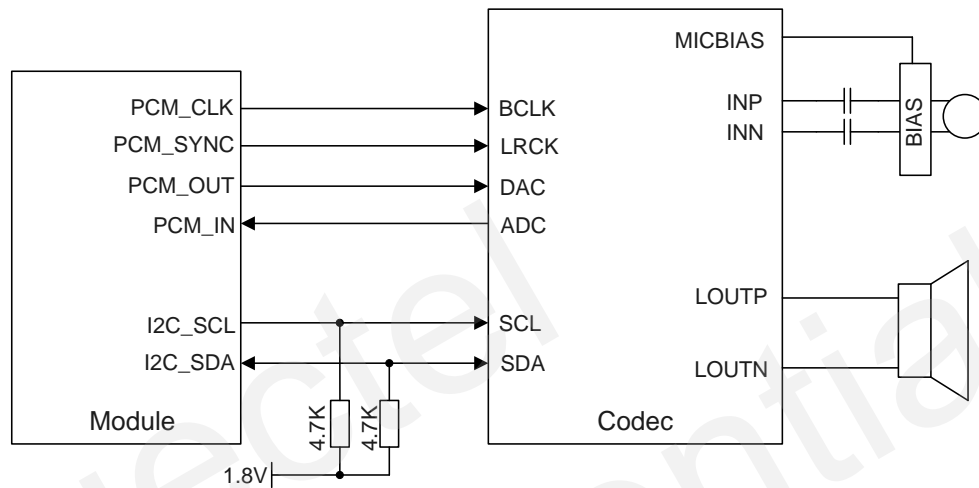 MICBIAS
PCM_CLK
BCLK
INP
PCM_SYNC
LRCK
INN
BIAS
PCM_OUT
DAC
PCM_IN
ADC
LOUTP
I2C_SCL
SCL
I2C_SDA
SDA
LOUTN
4.7K
4.7K
Module
Codec
1.8V